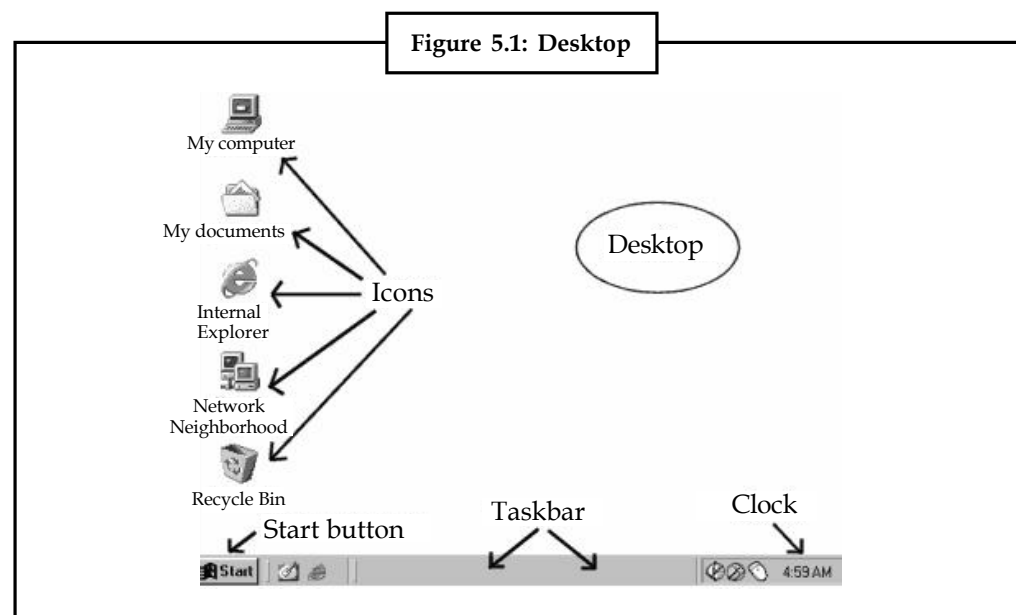 Figure 5.1: Desktop
My computer
My documents
Internal
Explorer
Network
Neighborhood
Recycle Bin
Icons
Desktop
Start button
Taskbar
Clock
Start
4:59 AM